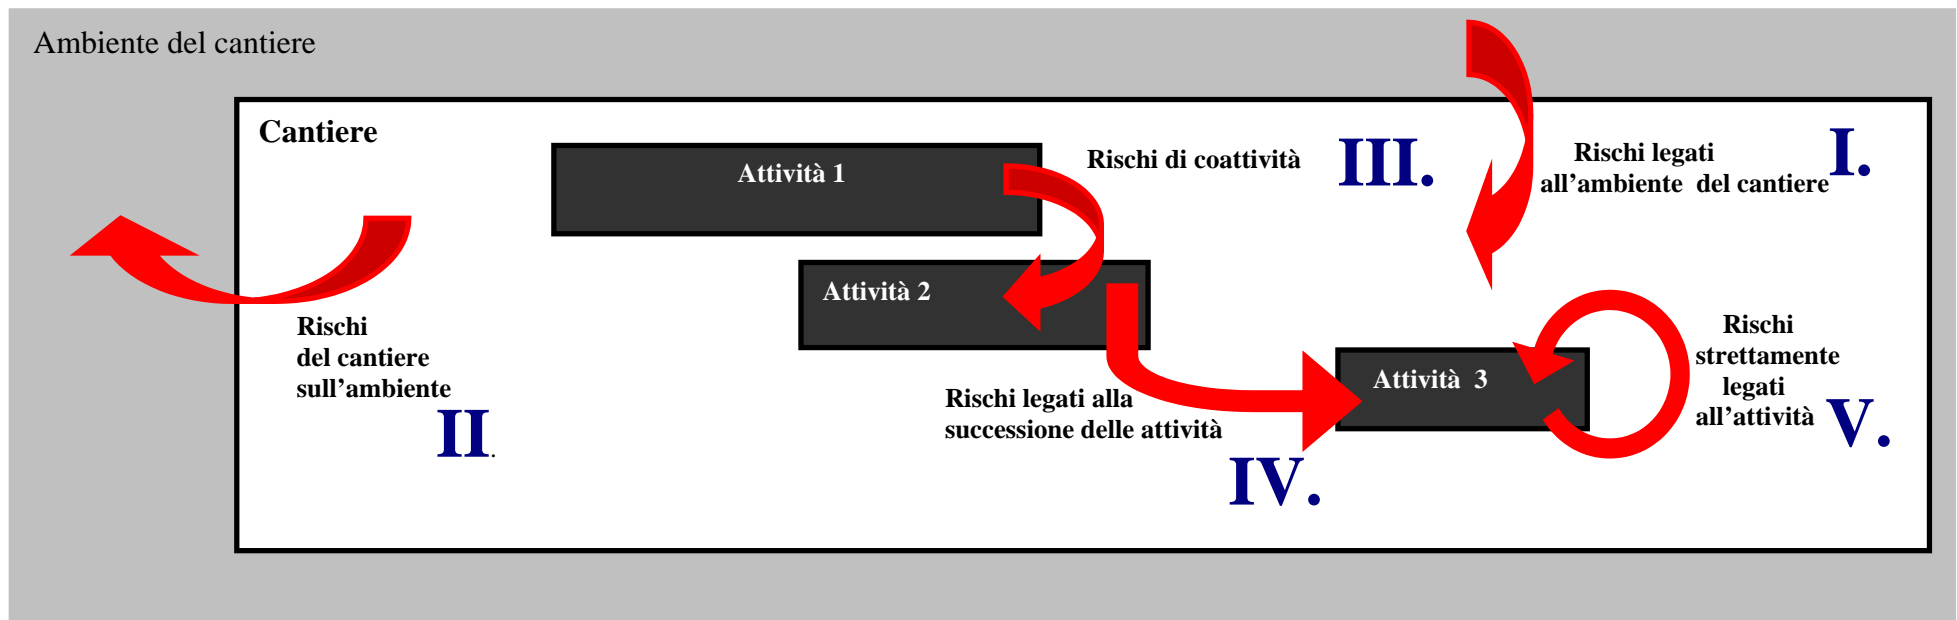 Ambiente del cantiere
Cantiere
Attività 1
Rischi di coattività
III.
Rischi legati
all’ambiente  del cantiere
I.
Attività 2
Rischi
del cantiere
sull’ambiente
II.
Rischi legati alla
successione delle attività
IV.
Attività  3
Rischi
strettamente
legati
all’attività
V.